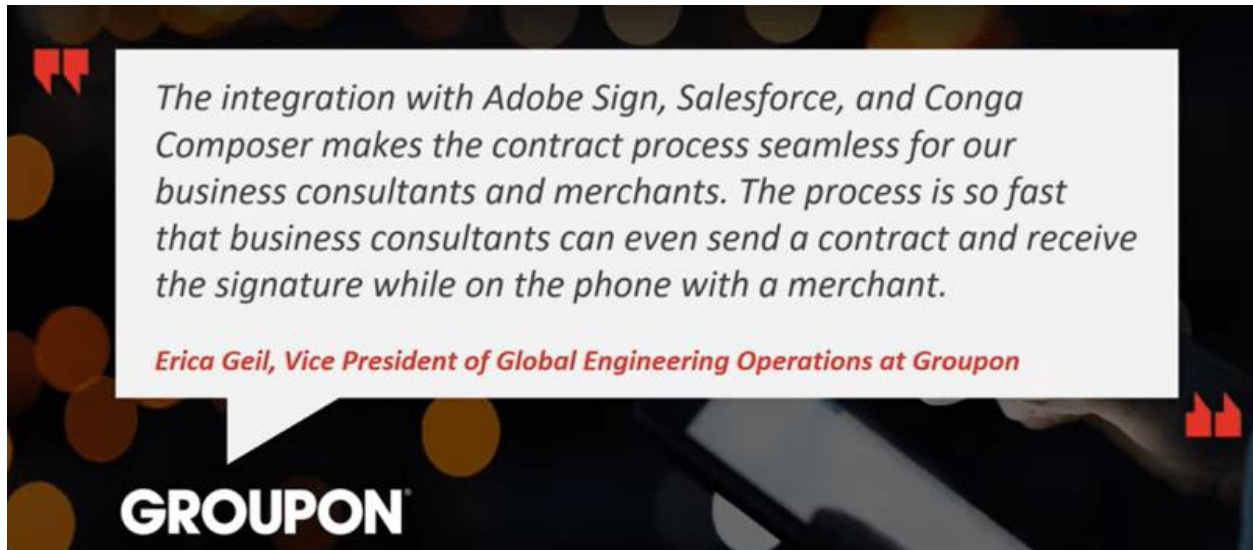 The integration with Adobe Sign, Salesforce, and Conga
Composer makes the contract process seamless for our
business consultants and merchants. The process is so fast
that business consultants can even send a contract and receive
the signature while on the phone with a merchant.
Erica Geil, Vice President of Global Engineering Operations at Groupon
GROUPON